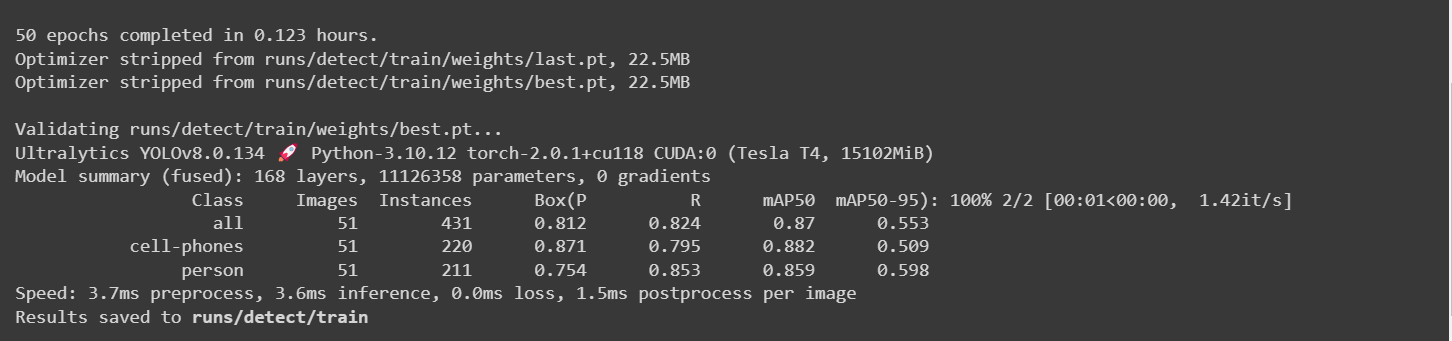 50 epochs completed in 0.123 hours.
Optimizer stripped from runs/detect/train/weights/last.pt, 22.5MB
Optimizer stripped from runs/detect/train/weights/best.pt, 22.5MB
Validating runs/detect/train/weights/best.pt...
Ultralytics YOLOv8.0.134 🚀 Python-3.10.12 torch-2.0.1+cu118 CUDA:0 (Tesla T4, 15102MiB)
Model summary (fused): 168 layers, 11126358 parameters, 0 gradients
Class Images Instances Box(P R mAP50 mAP50-95): 100% 2/2 [00:01<00:00, 1.42it/s]
all 51 431 0.812 0.824 0.87 0.553
cell-phones 51 220 0.871 0.795 0.882 0.509
person 51 211 0.754 0.853 0.859 0.598
Speed: 3.7ms preprocess, 3.6ms inference, 0.0ms loss, 1.5ms postprocess per image
Results saved to runs/detect/train